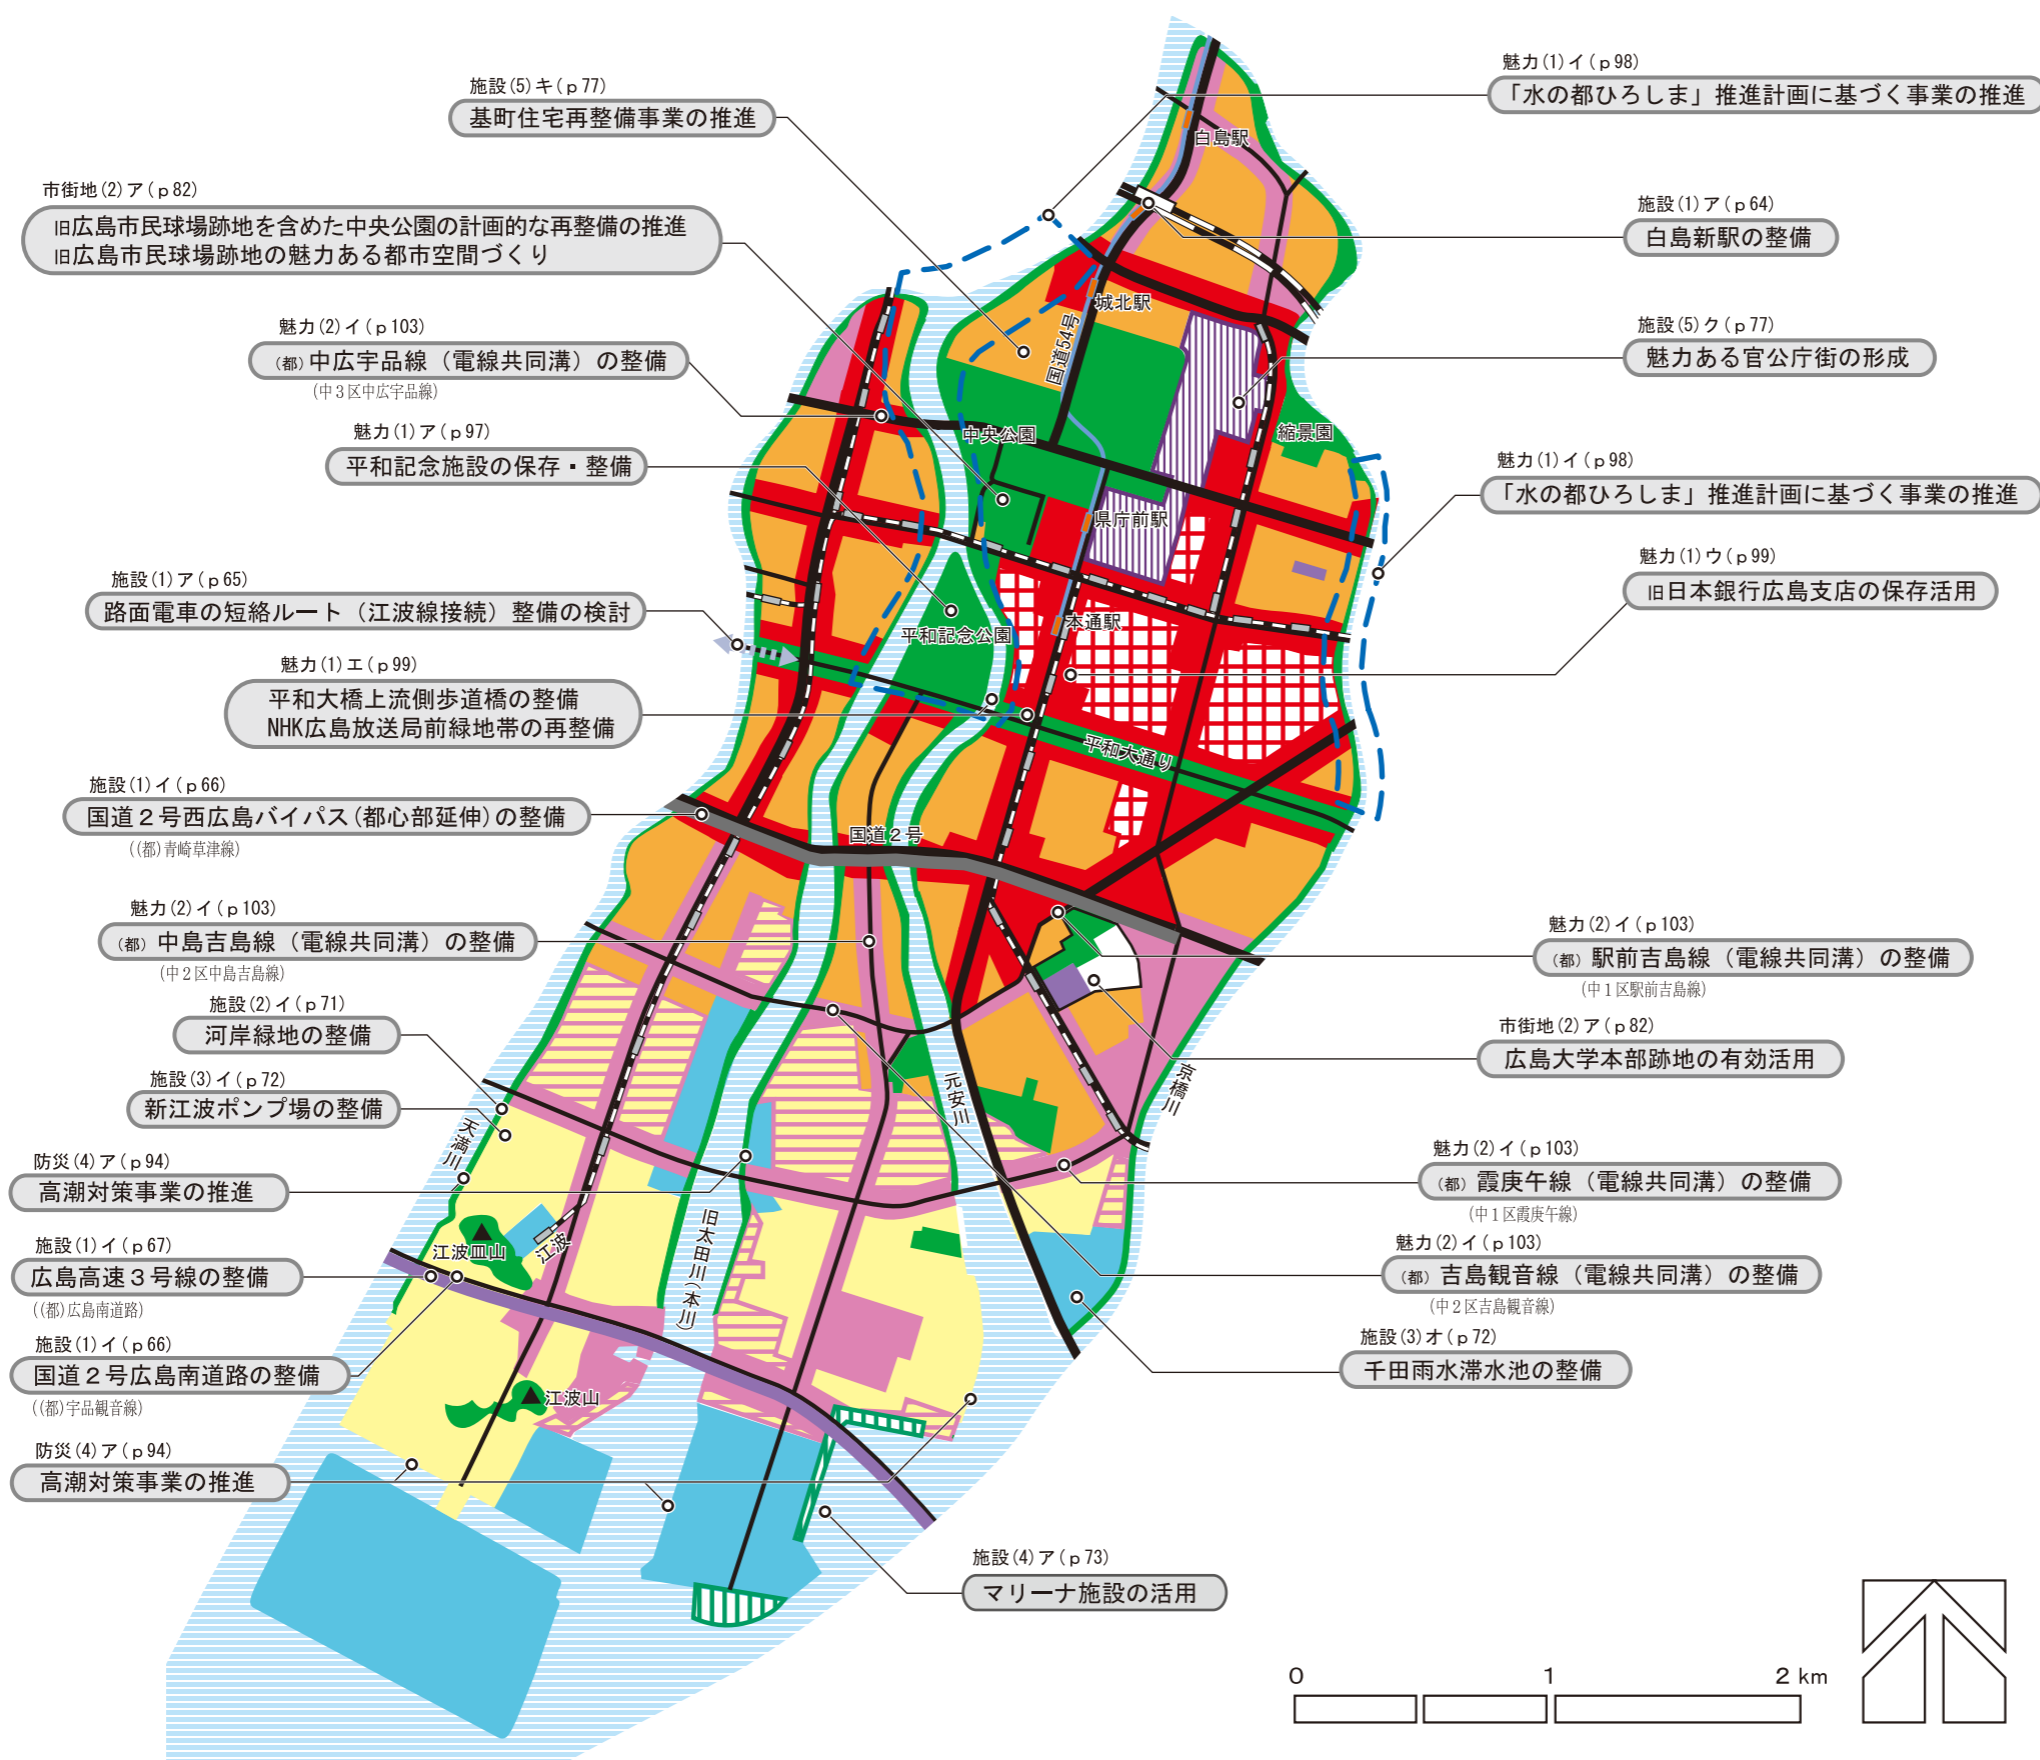 施設(5)キ(p77)
基町住宅再整備事業の推進
市街地(2)ア(p82)
旧広島市民球場跡地を含めた中央公園の計画的な再整備の推進
旧広島市民球場跡地の魅力ある都市空間づくり
魅力(2)イ(p103)
(都)中広宇品線（電線共同溝）の整備
(中３区中広宇品線)
魅力(1)ア(p97)
平和記念施設の保存・整備
施設(1)ア(p65)
路面電車の短絡ルート（江波線接続）整備の検討
魅力(1)エ(p99)
平和大橋上流側歩道橋の整備
NHK広島放送局前緑地帯の再整備
施設(1)イ(p66)
国道２号西広島バイパス(都心部延伸)の整備
((都)青崎草津線)
魅力(2)イ(p103)
(都)中島吉島線（電線共同溝）の整備
(中２区中島吉島線)
施設(2)イ(p71)
河岸緑地の整備
施設(3)イ(p72)
新江波ポンプ場の整備
防災(4)ア(p94)
高潮対策事業の推進
施設(1)イ(p67)
広島高速３号線の整備
((都)広島南道路)
施設(1)イ(p66)
国道２号広島南道路の整備
((都)宇品観音線)
防災(4)ア(p94)
高潮対策事業の推進
白島駅
城北駅
国道54号
中央公園
縮景園
県庁前駅
本通駅
平和記念公園
平和大通り
国道２号
元安川
京橋川
天満川
旧太田川(本川)
江波皿山
江波
江波山
魅力(1)イ(p98)
「水の都ひろしま」推進計画に基づく事業の推進
施設(1)ア(p64)
白島新駅の整備
施設(5)ク(p77)
魅力ある官公庁街の形成
魅力(1)イ(p98)
「水の都ひろしま」推進計画に基づく事業の推進
魅力(1)ウ(p99)
旧日本銀行広島支店の保存活用
魅力(2)イ(p103)
(都)駅前吉島線（電線共同溝）の整備
(中１区駅前吉島線)
市街地(2)ア(p82)
広島大学本部跡地の有効活用
魅力(2)イ(p103)
(都)霞庚午線（電線共同溝）の整備
(中１区霞庚午線)
魅力(2)イ(p103)
(都)吉島観音線（電線共同溝）の整備
(中２区吉島観音線)
施設(3)オ(p72)
千田雨水滞水池の整備
施設(4)ア(p73)
マリーナ施設の活用
0 1 2 km